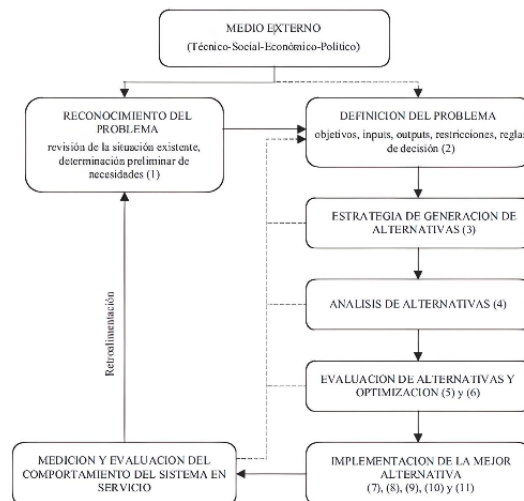 MEDIO EXTERNO
(Técnico-Social-Económico-Político)
RECONOCIMIENTO DEL
PROBLEMA
revisión de la situación existente,
determinación preliminar de
necesidades (1)
DEFINICION DEL PROBLEMA
objetivos, inputs, outputs, restricciones, reglas
de decisión (2)
ESTRATEGIA DE GENERACION DE
ALTERNATIVAS (3)
ANALISIS DE ALTERNATIVAS (4)
Retroalimentación
EVALUACIÓN DE ALTERNATIVAS Y
OPTIMIZACION (5) y (6)
MEDICION Y EVALUACION DEL
COMPORTAMIENTO DEL SISTEMA EN
SERVICIO
IMPLEMENTACION DE LA MEJOR
ALTERNATIVA
(7), (8), (9), (10) y (11)